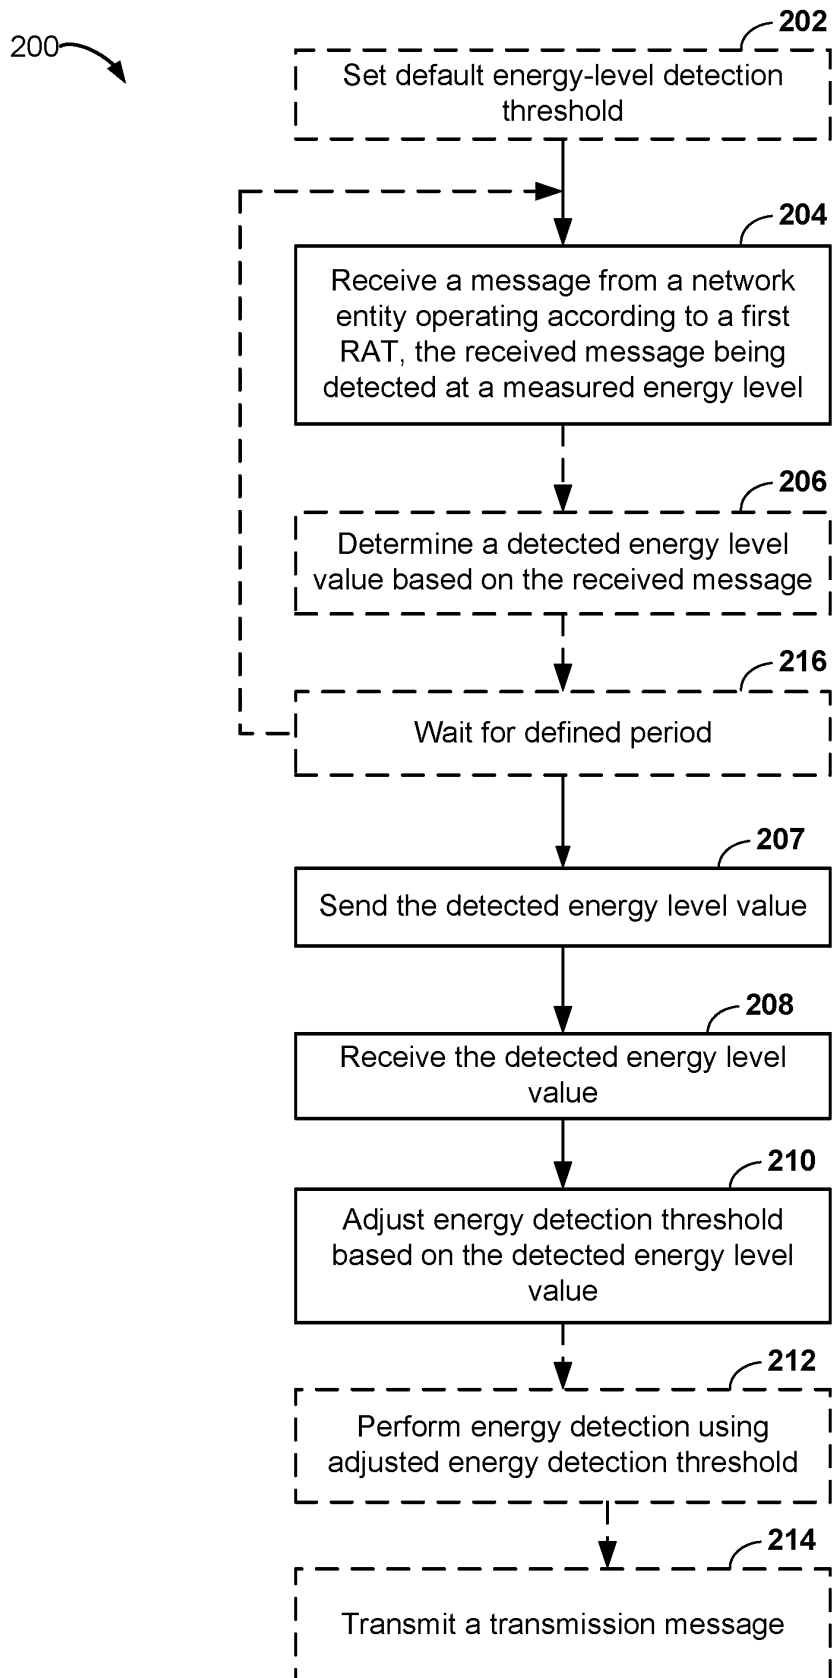 200
202
Set default energy-level detection
threshold
204
Receive a message from a network
entity operating according to a first
RAT, the received message being
detected at a measured energy level
206
Determine a detected energy level
value based on the received message
216
Wait for defined period
207
Send the detected energy level value
208
Receive the detected energy level
value
210
Adjust energy detection threshold
based on the detected energy level
value
212
Perform energy detection using
adjusted energy detection threshold
214
Transmit a transmission message